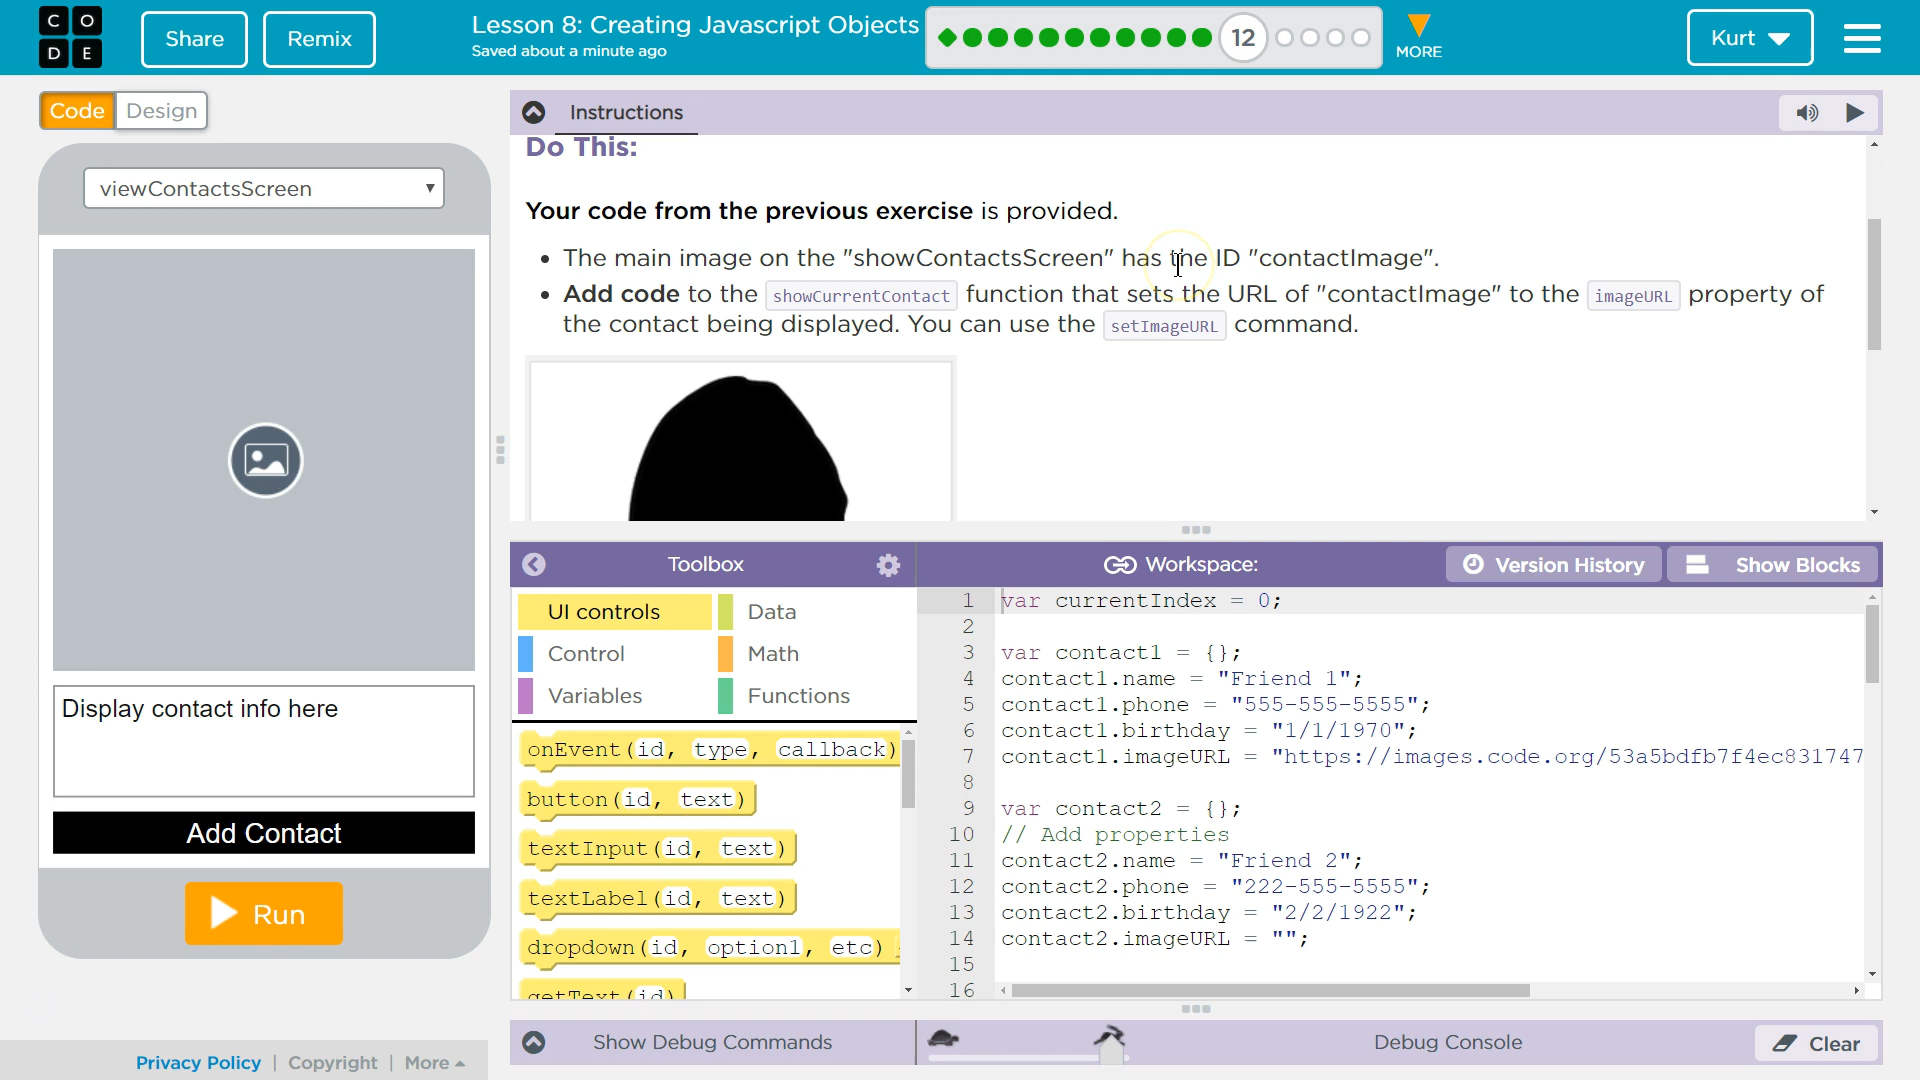 CODE
Share
Remix
Lesson 8: Creating Javascript Objects
Saved about a minute ago
12
MORE
Kurt
Code
Design
viewContactsScreen
Display contact info here
Add Contact
Run
Privacy Policy | Copyright | More
Instructions
Do This:
Your code from the previous exercise is provided.
• The main image on the "showContactsScreen" has the ID "contactImage".
• Add code to the showCurrentContact function that sets the URL of "contactImage" to the imageURL property of
the contact being displayed. You can use the setImageURL command.
Toolbox
UI controls
Data
Control
Math
Variables
Functions
onEvent(id, type, callback)
button(id, text)
textInput(id, text)
textLabel(id, text)
dropdown(id, option1, etc)
getText(id)
Workspace:
Version History
Show Blocks
1 var currentIndex = 0;
2
3 var contact1 = {};
4 contact1.name = "Friend 1";
5 contact1.phone = "555-555-5555";
6 contact1.birthday = "1/1/1970";
7 contact1.imageURL = "https://images.code.org/53a5bdfb7f4ec831747
8
9 var contact2 = {};
10 // Add properties
11 contact2.name = "Friend 2";
12 contact2.phone = "222-555-5555";
13 contact2.birthday = "2/2/1922";
14 contact2.imageURL = "";
15
16
Show Debug Commands
Debug Console
Clear